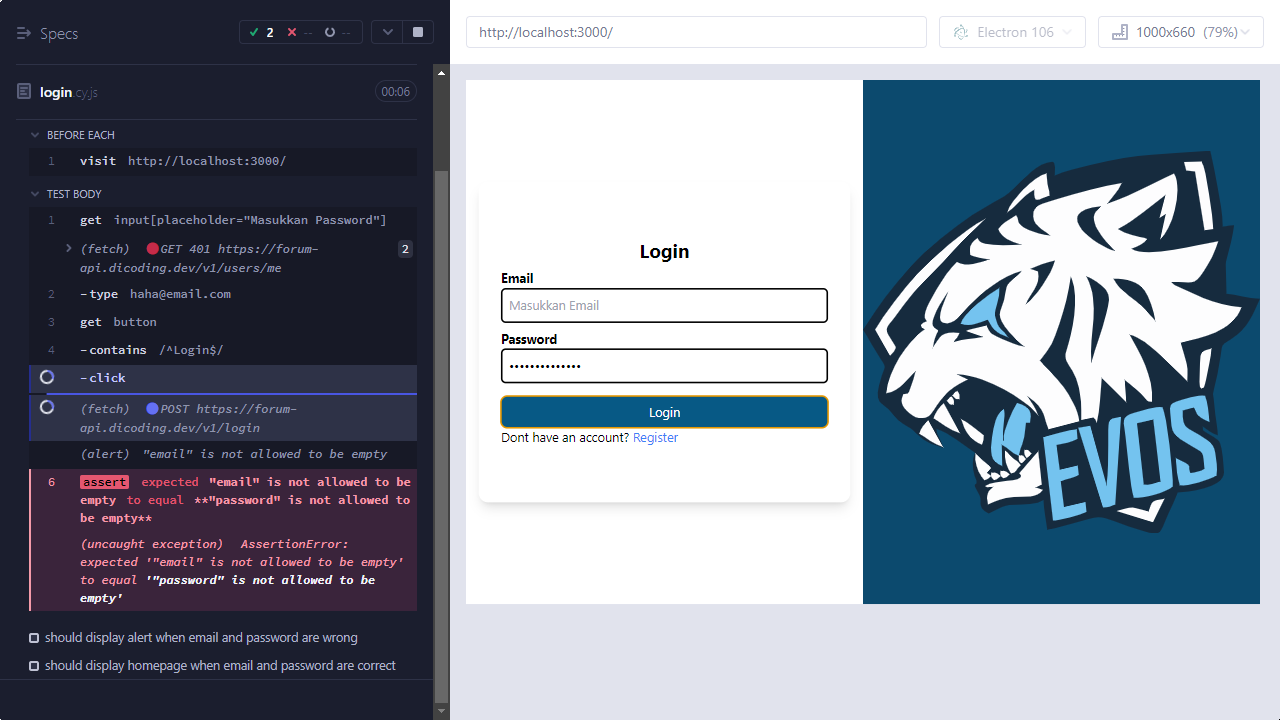 Specs
2
--
--
login.cy.js
00:06
BEFORE EACH
1 visit http://localhost:3000/
TEST BODY
1 get input[placeholder="Masukkan Password"]
(fetch) GET 401 https://forum-
api.dicoding.dev/v1/users/me
2
2 -type haha@email.com
3 get button
4 -contains /^Login$/
-click
(fetch) POST https://forum-
api.dicoding.dev/v1/login
(alert) "email" is not allowed to be empty
6 assert expected "email" is not allowed to be
empty to equal **"password" is not allowed to
be empty**
(uncaught exception) AssertionError:
expected '"email" is not allowed to be empty'
to equal '"password" is not allowed to be
empty'
should display alert when email and password are wrong
should display homepage when email and password are correct
http://localhost:3000/
Electron 106
1000x660 (79%)
Login
Email
Masukkan Email
Password
Login
Dont have an account? Register
EVOS